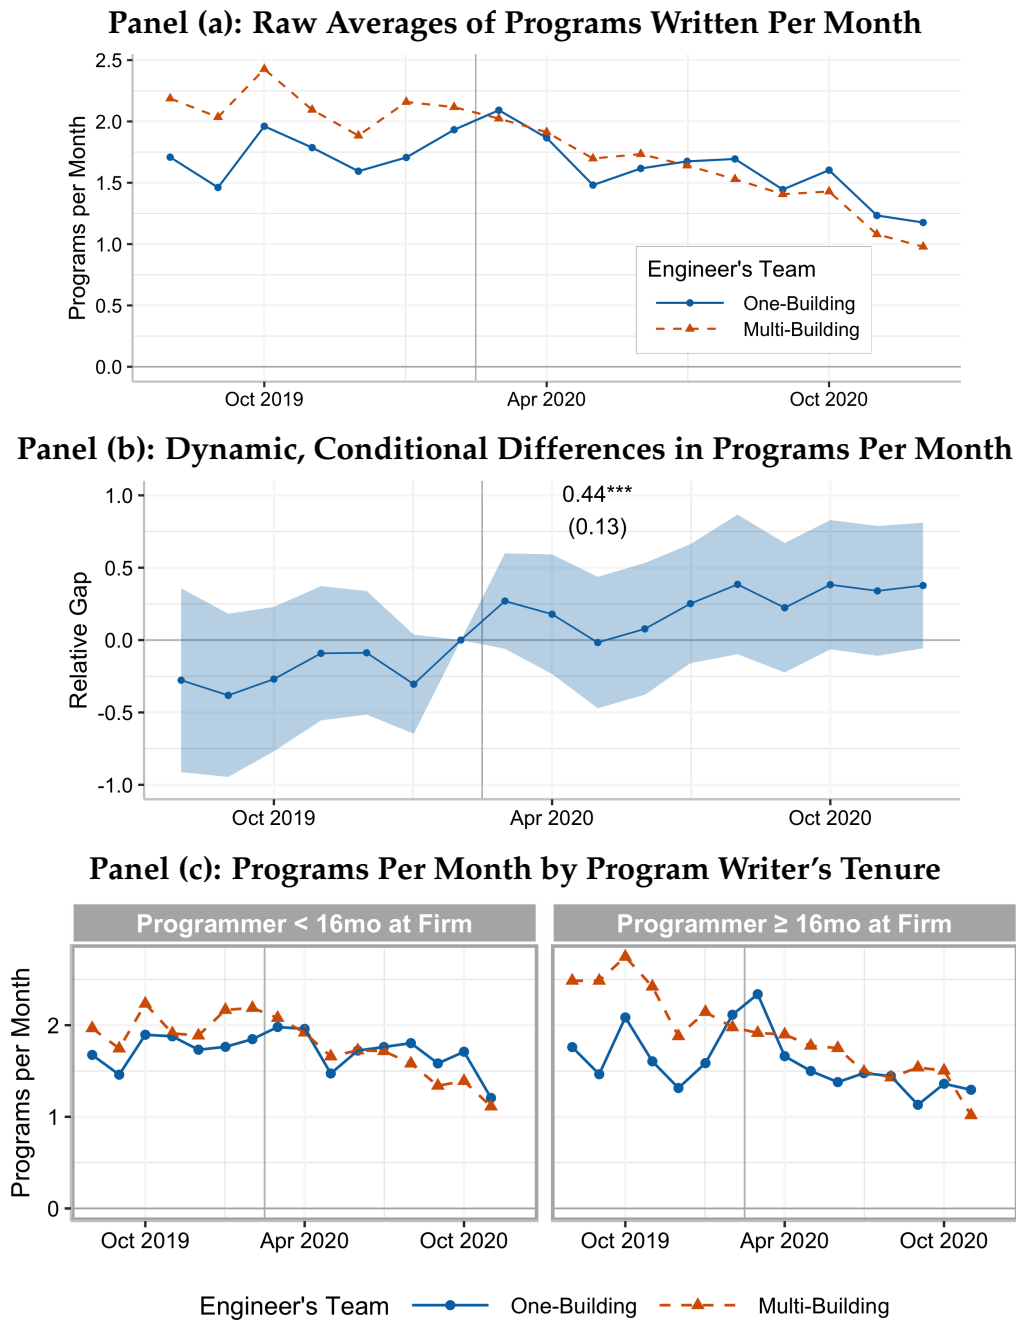 Panel (a): Raw Averages of Programs Written Per Month
Programs per Month
2.5
2.0
1.5
1.0
0.5
0.0
Engineer's Team
One-Building
Multi-Building
Oct 2019 Apr 2020 Oct 2020
Panel (b): Dynamic, Conditional Differences in Programs Per Month
Relative Gap
1.0
0.5
0.0
-0.5
-1.0
0.44***
(0.13)
Oct 2019 Apr 2020 Oct 2020
Panel (c): Programs Per Month by Program Writer's Tenure
Programmer < 16mo at Firm Programmer ≥ 16mo at Firm
Programs per Month
2
1
0
Oct 2019 Apr 2020 Oct 2020 Oct 2019 Apr 2020 Oct 2020
Engineer's Team One-Building Multi-Building